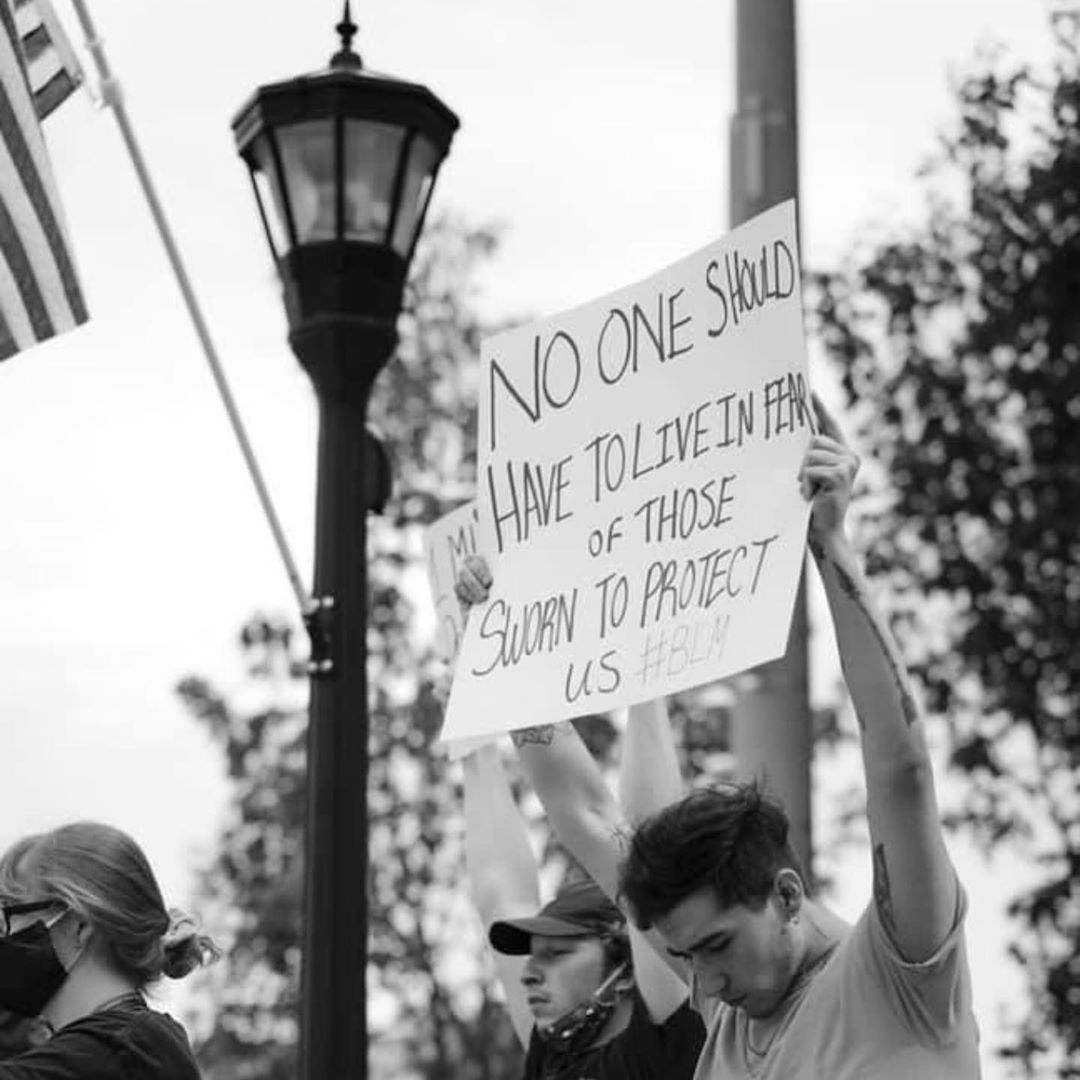 NO ONE SHOULD
HAVE TO LIVE IN FEAR
OF THOSE
SWORN TO PROTECT
US #BLM